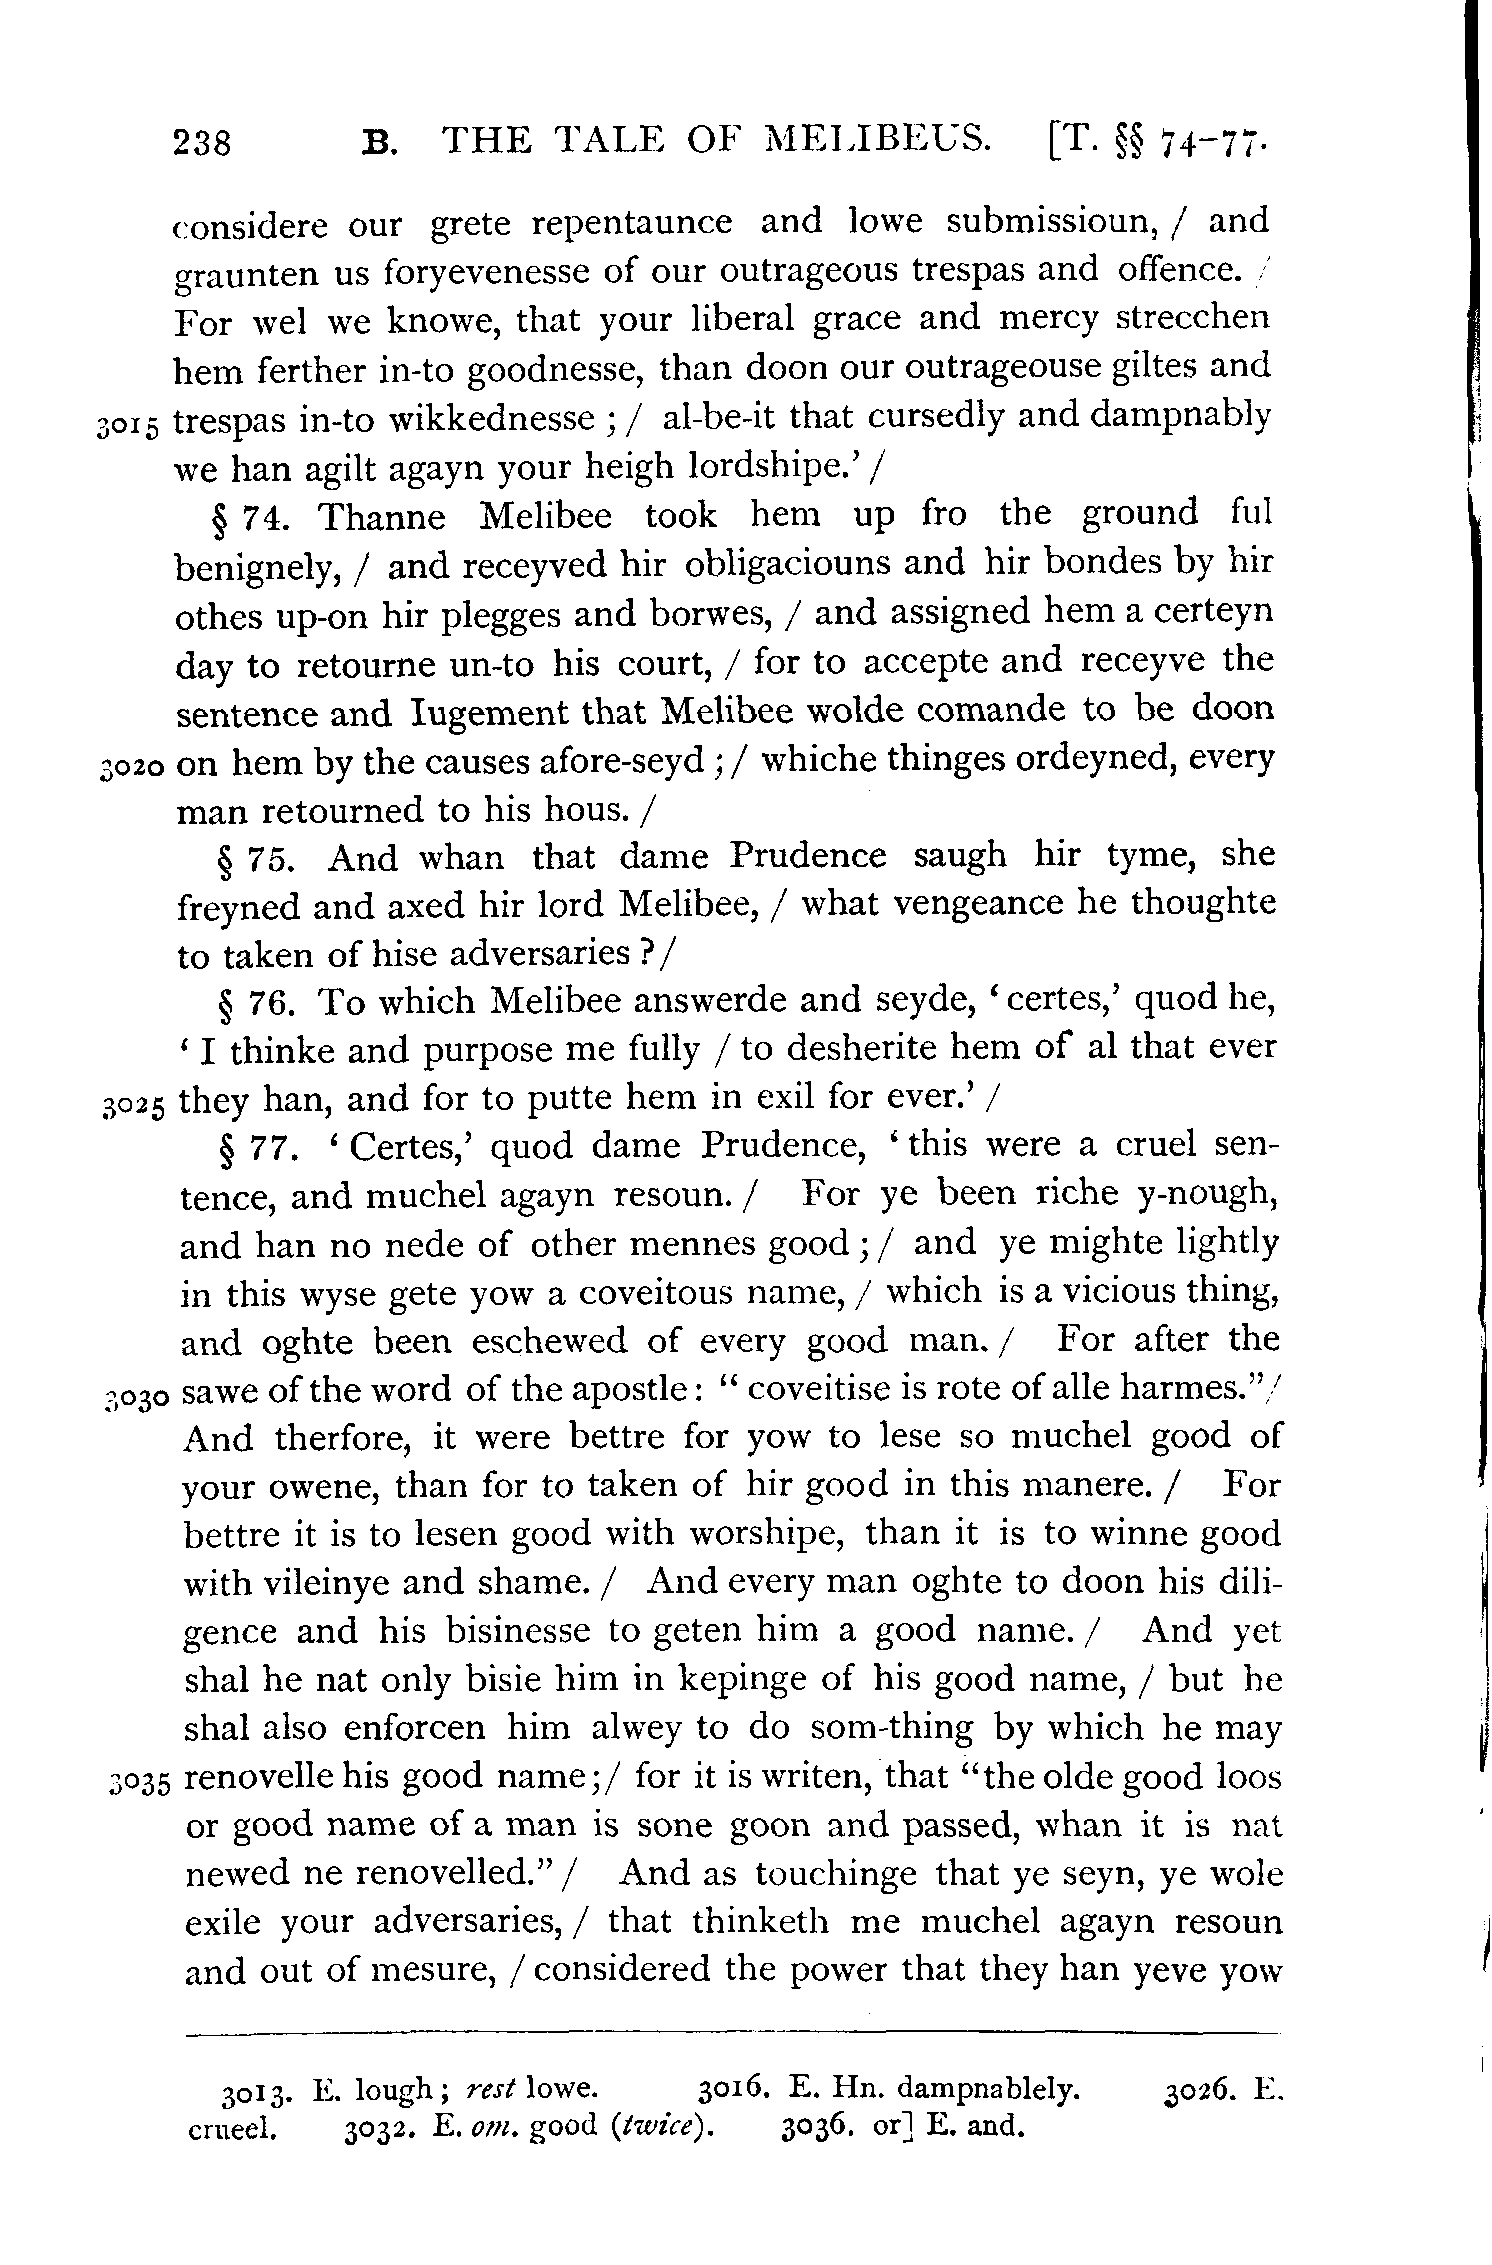 238 B. THE TALE OF MELIBEUS. [T. §§ 74-77.
considere our grete repentaunce and lowe submissioun, / and
graunten us foryevenesse of our outrageous trespas and offence. /
For wel we knowe, that your liberal grace and mercy strecchen
hem ferther in-to goodnesse, than doon our outrageouse giltes and
3015 trespas in-to wikkednesse ; / al-be-it that cursedly and dampnably
we han agilt agayn your heigh lordshipe.’ /
§ 74. Thanne Melibee took hem up fro the ground ful
benignely, / and receyved hir obligaciouns and hir bondes by hir
othes up-on hir plegges and borwes, / and assigned hem a certeyn
day to retourne un-to his court, / for to accepte and receyve the
sentence and Iugement that Melibee wolde comande to be doon
3020 on hem by the causes afore-seyd ; / whiche thinges ordeyned, every
man retourned to his hous. /
§ 75. And whan that dame Prudence saugh hir tyme, she
freyned and axed hir lord Melibee, / what vengeance he thoughte
to taken of hise adversaries ? /
§ 76. To which Melibee answerde and seyde, ‘ certes,’ quod he,
‘ I thinke and purpose me fully / to desherite hem of al that ever
3025 they han, and for to putte hem in exil for ever.’ /
§ 77. ‘ Certes,’ quod dame Prudence, ‘ this were a cruel sen-
tence, and muchel agayn resoun. / For ye been riche y-nough,
and han no nede of other mennes good ; / and ye mighte lightly
in this wyse gete yow a coveitous name, / which is a vicious thing,
and oghte been eschewed of every good man. / For after the
3030 sawe of the word of the apostle : “ coveitise is rote of alle harmes.” /
And therfore, it were bettre for yow to lese so muchel good of
your owene, than for to taken of hir good in this manere. / For
bettre it is to lesen good with worshipe, than it is to winne good
with vileinye and shame. / And every man oghte to doon his dili-
gence and his bisinesse to geten him a good name. / And yet
shal he nat only bisie him in kepinge of his good name, / but he
shal also enforcen him alwey to do som-thing by which he may
3035 renovelle his good name ; / for it is writen, that “the olde good loos
or good name of a man is sone goon and passed, whan it is nat
newed ne renovelled.” / And as touchinge that ye seyn, ye wole
exile your adversaries, / that thinketh me muchel agayn resoun
and out of mesure, / considered the power that they han yeve yow
3013. E. lough ; rest lowe. 3016. E. Hn. dampnablely. 3026. E.
crueel. 3032. E. om. good (twice). 3036. or] E. and.